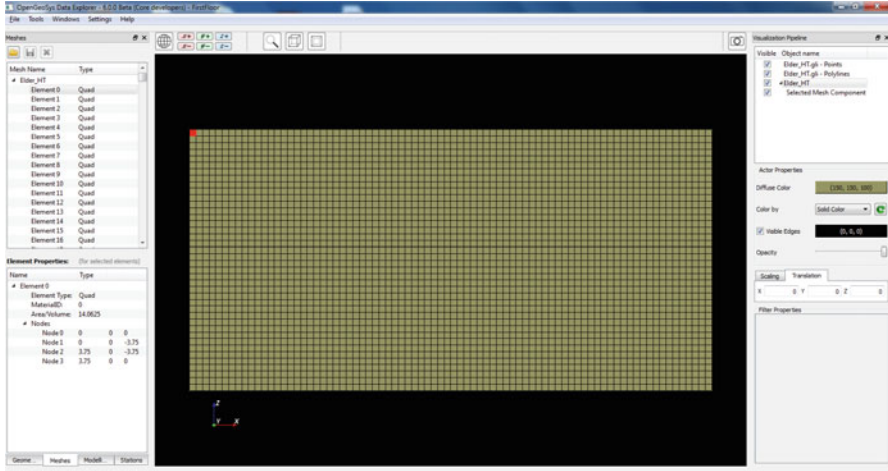 OpenGeoSys Data Explorer - 6.0.0 Beta (Core developers) - FirstFloor
File Tools Windows Settings Help
Meshes
Mesh Name Type
Elder_HT
Element 0 Quad
Element 1 Quad
Element 2 Quad
Element 3 Quad
Element 4 Quad
Element 5 Quad
Element 6 Quad
Element 7 Quad
Element 8 Quad
Element 9 Quad
Element 10 Quad
Element 11 Quad
Element 12 Quad
Element 13 Quad
Element 14 Quad
Element 15 Quad
Element 16 Quad
Element Properties: (for selected elements)
Name Type
Element 0
Element Type: Quad
MaterialID: 0
Area/Volume: 14.0625
Nodes
Node 0 0 0 0
Node 1 0 0 -3.75
Node 2 3.75 0 -3.75
Node 3 3.75 0 0
Geome... Meshes Modell... Stations
Z
Y X
Visualization Pipeline
Visible Object name
Elder_HT.gli - Points
Elder_HT.gli - Polylines
Elder_HT
Selected Mesh Component
Actor Properties
Diffuse Color (150, 150, 100)
Color by Solid Color
Visible Edges (0, 0, 0)
Opacity
Scaling Translation
X 0 Y 0 Z 0
Filter Properties